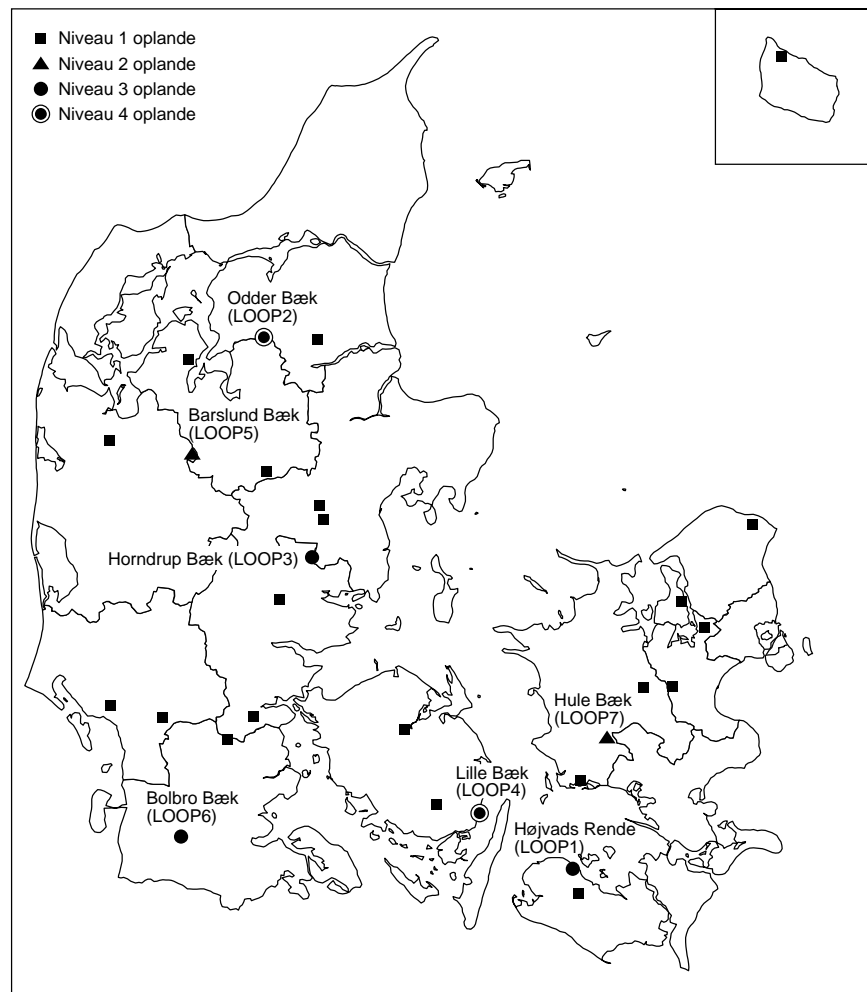 Niveau 1 oplande
Niveau 2 oplande
Niveau 3 oplande
Niveau 4 oplande
Odder Bæk
(LOOP2)
Barslund Bæk
(LOOP5)
Horndrup Bæk (LOOP3)
Hule Bæk
(LOOP7)
Lille Bæk
(LOOP4)
Bolbro Bæk
(LOOP6)
Højvads Rende
(LOOP1)